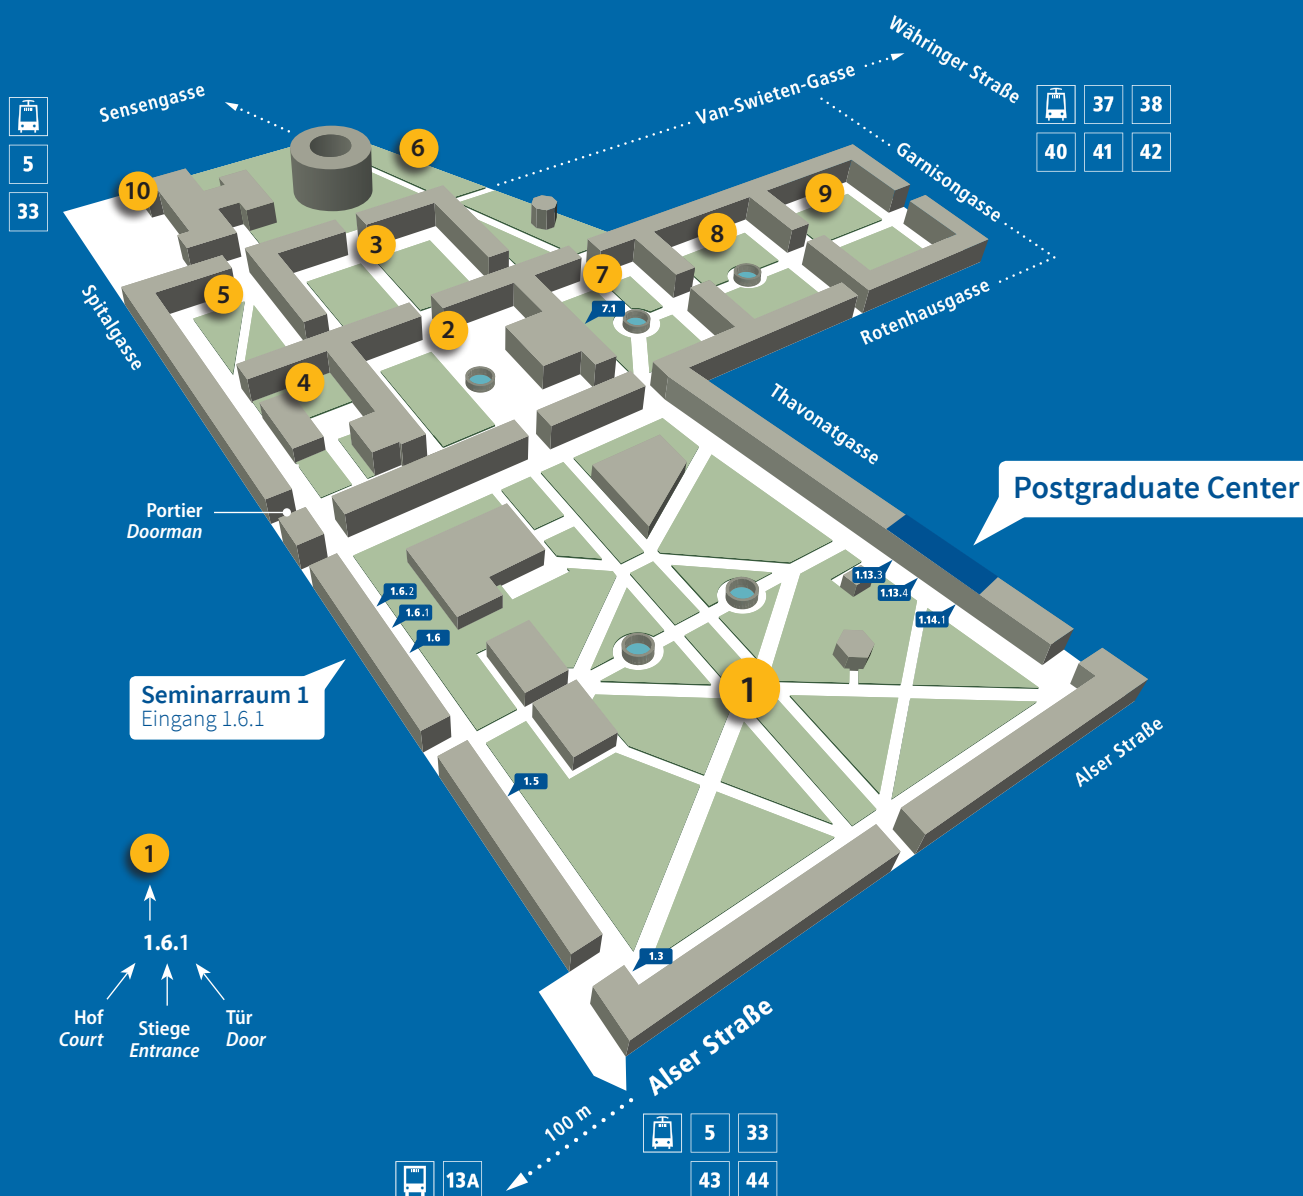 Währinger Straße
Van-Swieten-Gasse
Sensengasse
37 38
40 41 42
5
33
6
10
9
Garnisongasse
8
3
7
5
7.1
2
Rotenhausgasse
Spitalgasse
4
Thavonatgasse
Postgraduate Center
Portier
Doorman
1.13.3
1.13.4
1.14.1
1.6.2
1.6.1
1.6
Seminarraum 1
Eingang 1.6.1
1
Alser Straße
1.5
1
1.6.1
1.3
Hof
Court
Stiege
Entrance
Tür
Door
Alser Straße
100 m
5 33
43 44
13A